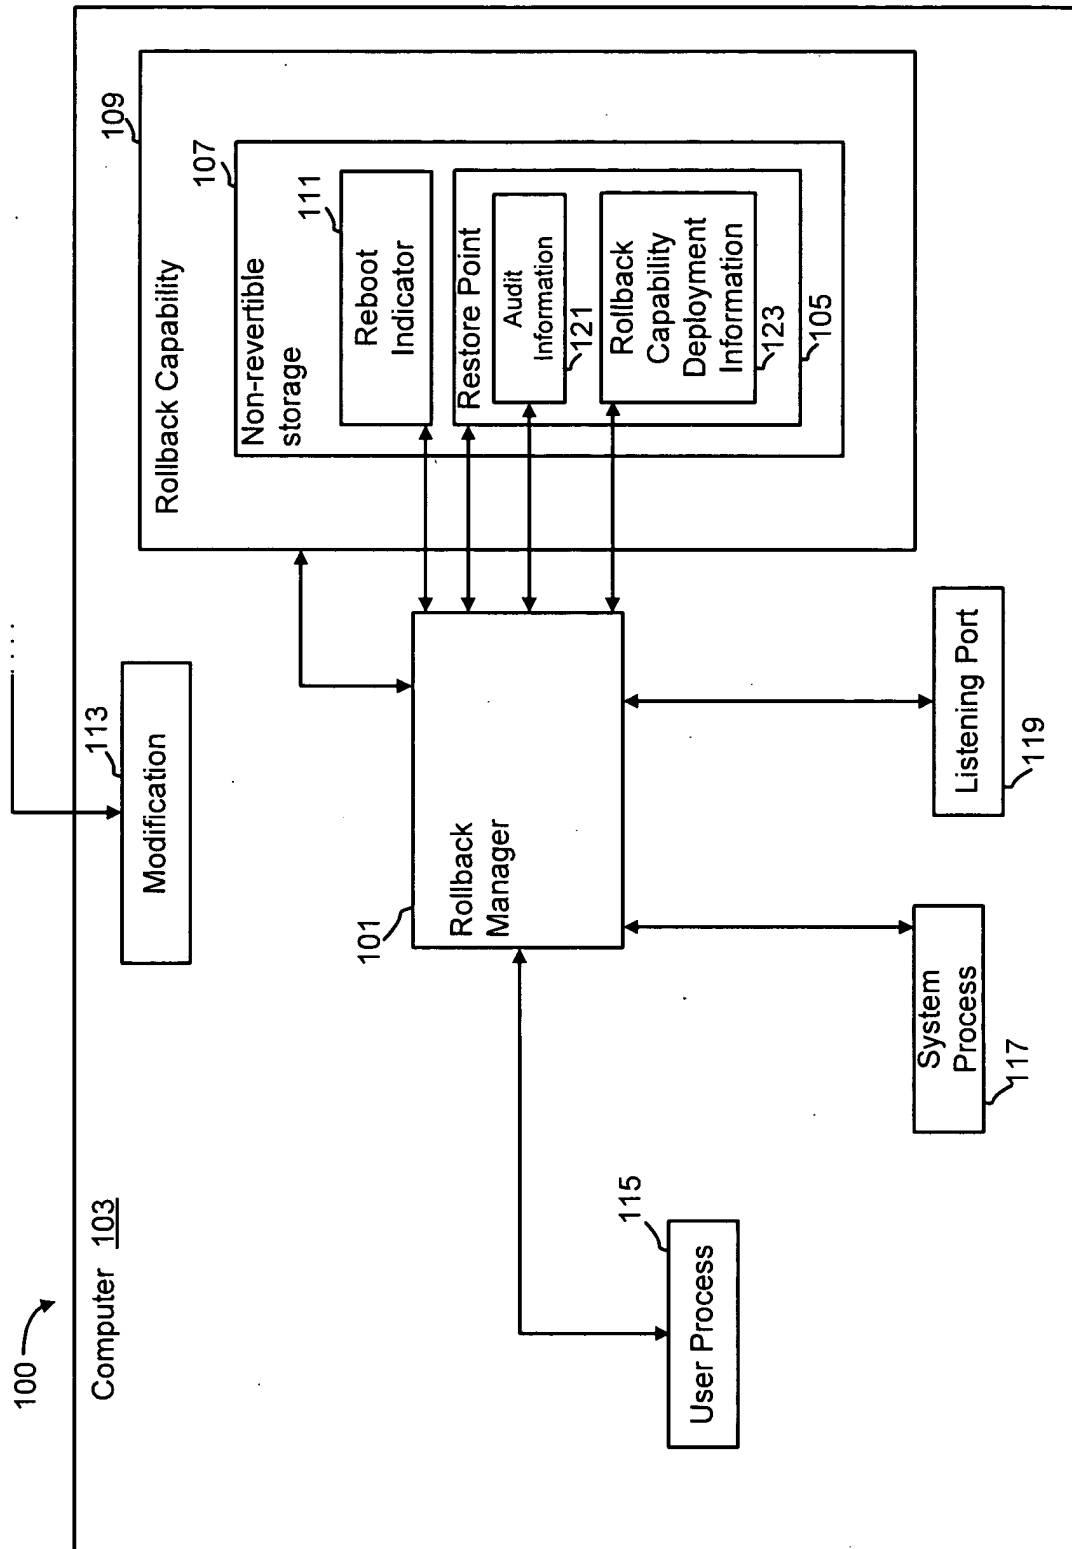 100
Computer 103
113
Modification
109
Rollback Capability
107
Non-revertible
storage
111
Reboot
Indicator
Restore Point
Audit
Information
121
Rollback
Capability
Deployment
Information
123
105
101
Rollback
Manager
115
User Process
System
Process
117
Listening Port
119